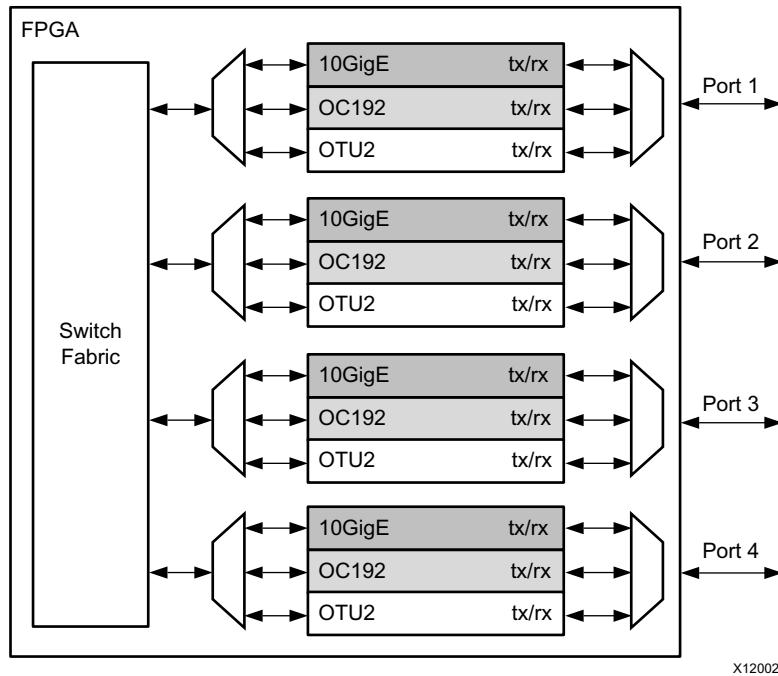 FPGA
10GigE tx/rx
OC192 tx/rx
OTU2 tx/rx
Port 1
10GigE tx/rx
OC192 tx/rx
OTU2 tx/rx
Port 2
Switch
Fabric
10GigE tx/rx
OC192 tx/rx
OTU2 tx/rx
Port 3
10GigE tx/rx
OC192 tx/rx
OTU2 tx/rx
Port 4
X12002